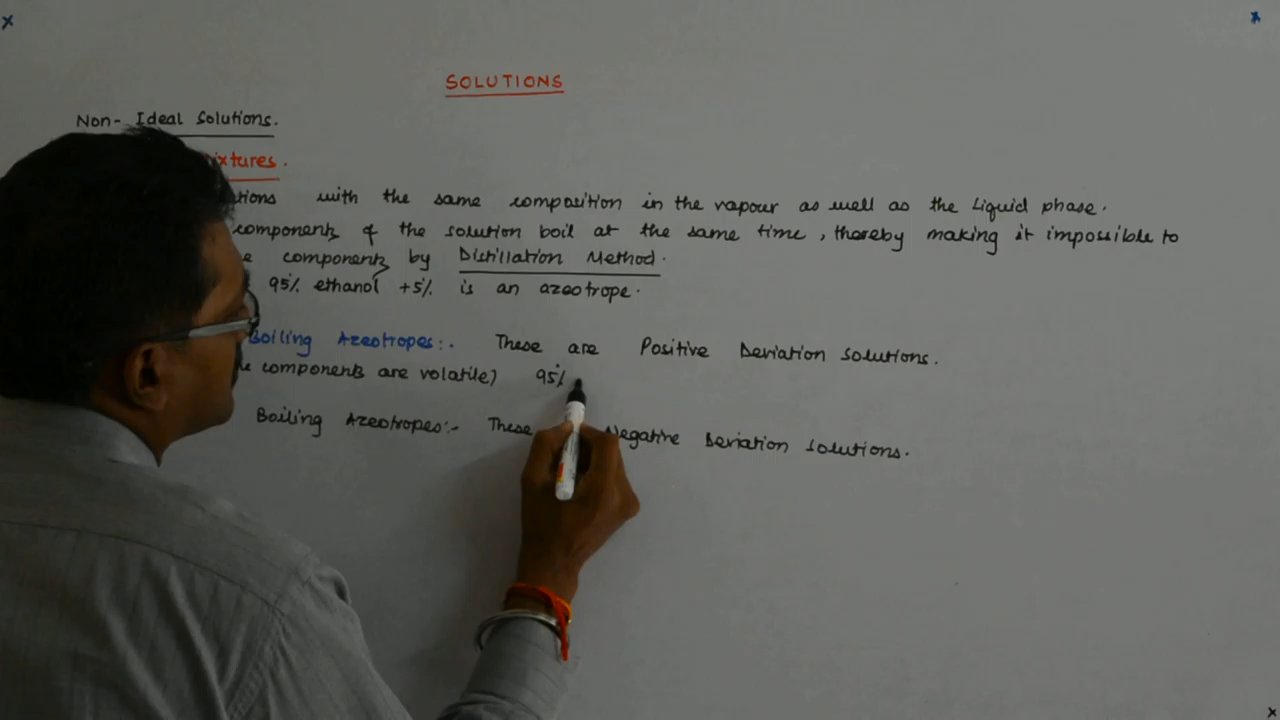 SOLUTIONS
Non- Ideal Solutions.
ixtures.
tions with the same composition in the vapour as well as the Liquid phase.
components of the solution boil at the same time, thereby making it impossible to
e components by Distillation Method.
95% ethanol +5% is an azeotrope.
Boiling Azeotropes:- These are Positive Deviation Solutions.
components are volatile) 95%
Boiling Azeotropes:- These Negative Deviation Solutions.